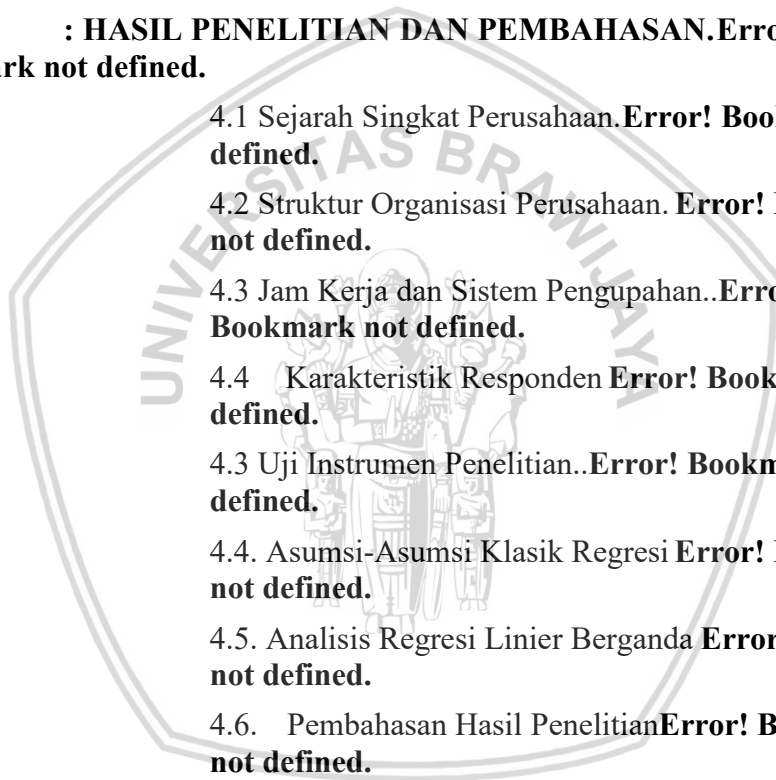 : HASIL PENELITIAN DAN PEMBAHASAN.Erro
rk not defined.
4.1 Sejarah Singkat Perusahaan.Error! Boo
defined.
4.2 Struktur Organisasi Perusahaan. Error!
not defined.
4.3 Jam Kerja dan Sistem Pengupahan..Erro
Bookmark not defined.
4.4 Karakteristik Responden Error! Book
defined.
4.3 Uji Instrumen Penelitian..Error! Bookm
defined.
4.4. Asumsi-Asumsi Klasik Regresi Error!
not defined.
4.5. Analisis Regresi Linier Berganda Error
not defined.
4.6. Pembahasan Hasil PenelitianError! B
not defined.
UNIVERSITAS BRAWIJAYA